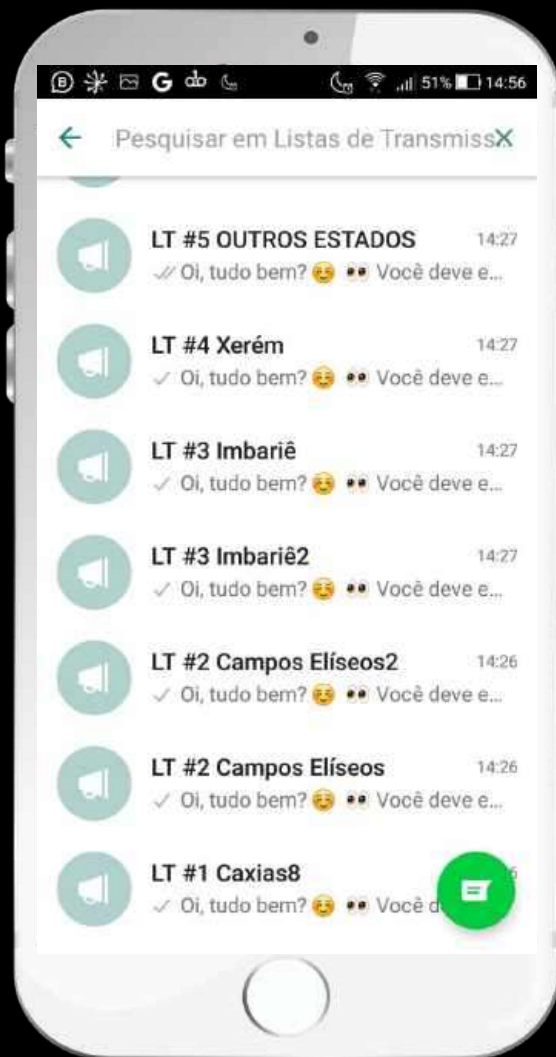 51% 14:56
Pesquisar em Listas de Transmiss
LT #5 OUTROS ESTADOS 14:27
Oi, tudo bem? ☺️ 👀 Você deve e...
LT #4 Xerém 14:27
Oi, tudo bem? ☺️ 👀 Você deve e...
LT #3 Imbariê 14:27
Oi, tudo bem? ☺️ 👀 Você deve e...
LT #3 Imbariê2 14:27
Oi, tudo bem? ☺️ 👀 Você deve e...
LT #2 Campos Elíseos2 14:26
Oi, tudo bem? ☺️ 👀 Você deve e...
LT #2 Campos Elíseos 14:26
Oi, tudo bem? ☺️ 👀 Você deve e...
LT #1 Caxias8
Oi, tudo bem? ☺️ 👀 Você d